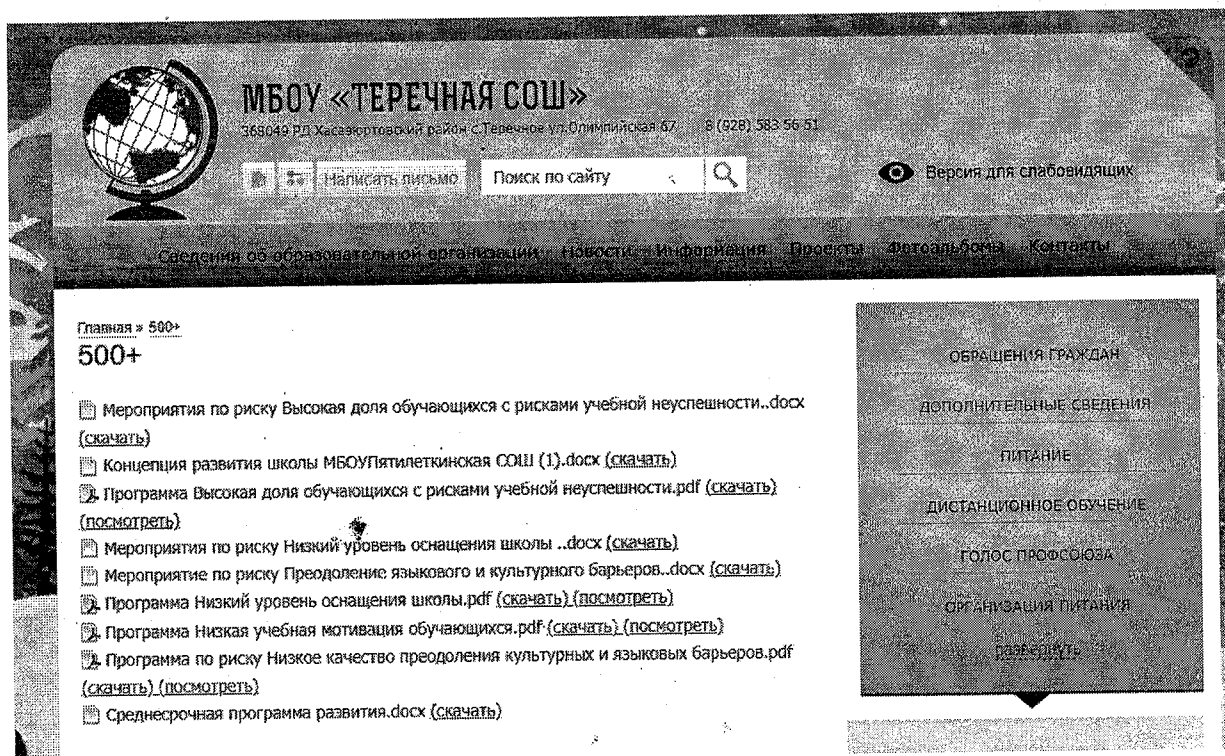 МБОУ «ТЕРЕЧНАЯ СОШ»
368049 РД Хасавюртовский район с.Теречное ул.Олимпийская 67 8 (928) 583 56 51
Написать письмо Поиск по сайту Версия для слабовидящих
Сведения об образовательной организации Новости Информация Проекты Фотоальбомы Контакты
Главная » 500+
500+
Мероприятия по риску Высокая доля обучающихся с рисками учебной неуспешности..docx
(скачать)
Концепция развития школы МБОУПятилеткинская СОШ (1).docx (скачать)
Программа Высокая доля обучающихся с рисками учебной неуспешности.pdf (скачать)
(посмотреть)
Мероприятия по риску Низкий уровень оснащения школы ..docx (скачать)
Мероприятие по риску Преодоление языкового и культурного барьеров..docx (скачать)
Программа Низкий уровень оснащения школы.pdf (скачать) (посмотреть)
Программа Низкая учебная мотивация обучающихся.pdf (скачать) (посмотреть)
Программа по риску Низкое качество преодоления культурных и языковых барьеров.pdf
(скачать) (посмотреть)
Среднесрочная программа развития.docx (скачать)
ОБРАЩЕНИЯ ГРАЖДАН
ДОПОЛНИТЕЛЬНЫЕ СВЕДЕНИЯ
ПИТАНИЕ
ДИСТАНЦИОННОЕ ОБУЧЕНИЕ
ГОЛОС ПРОФСОЮЗА
ОРГАНИЗАЦИЯ ПИТАНИЯ
РАЗВЕРНУТЬ